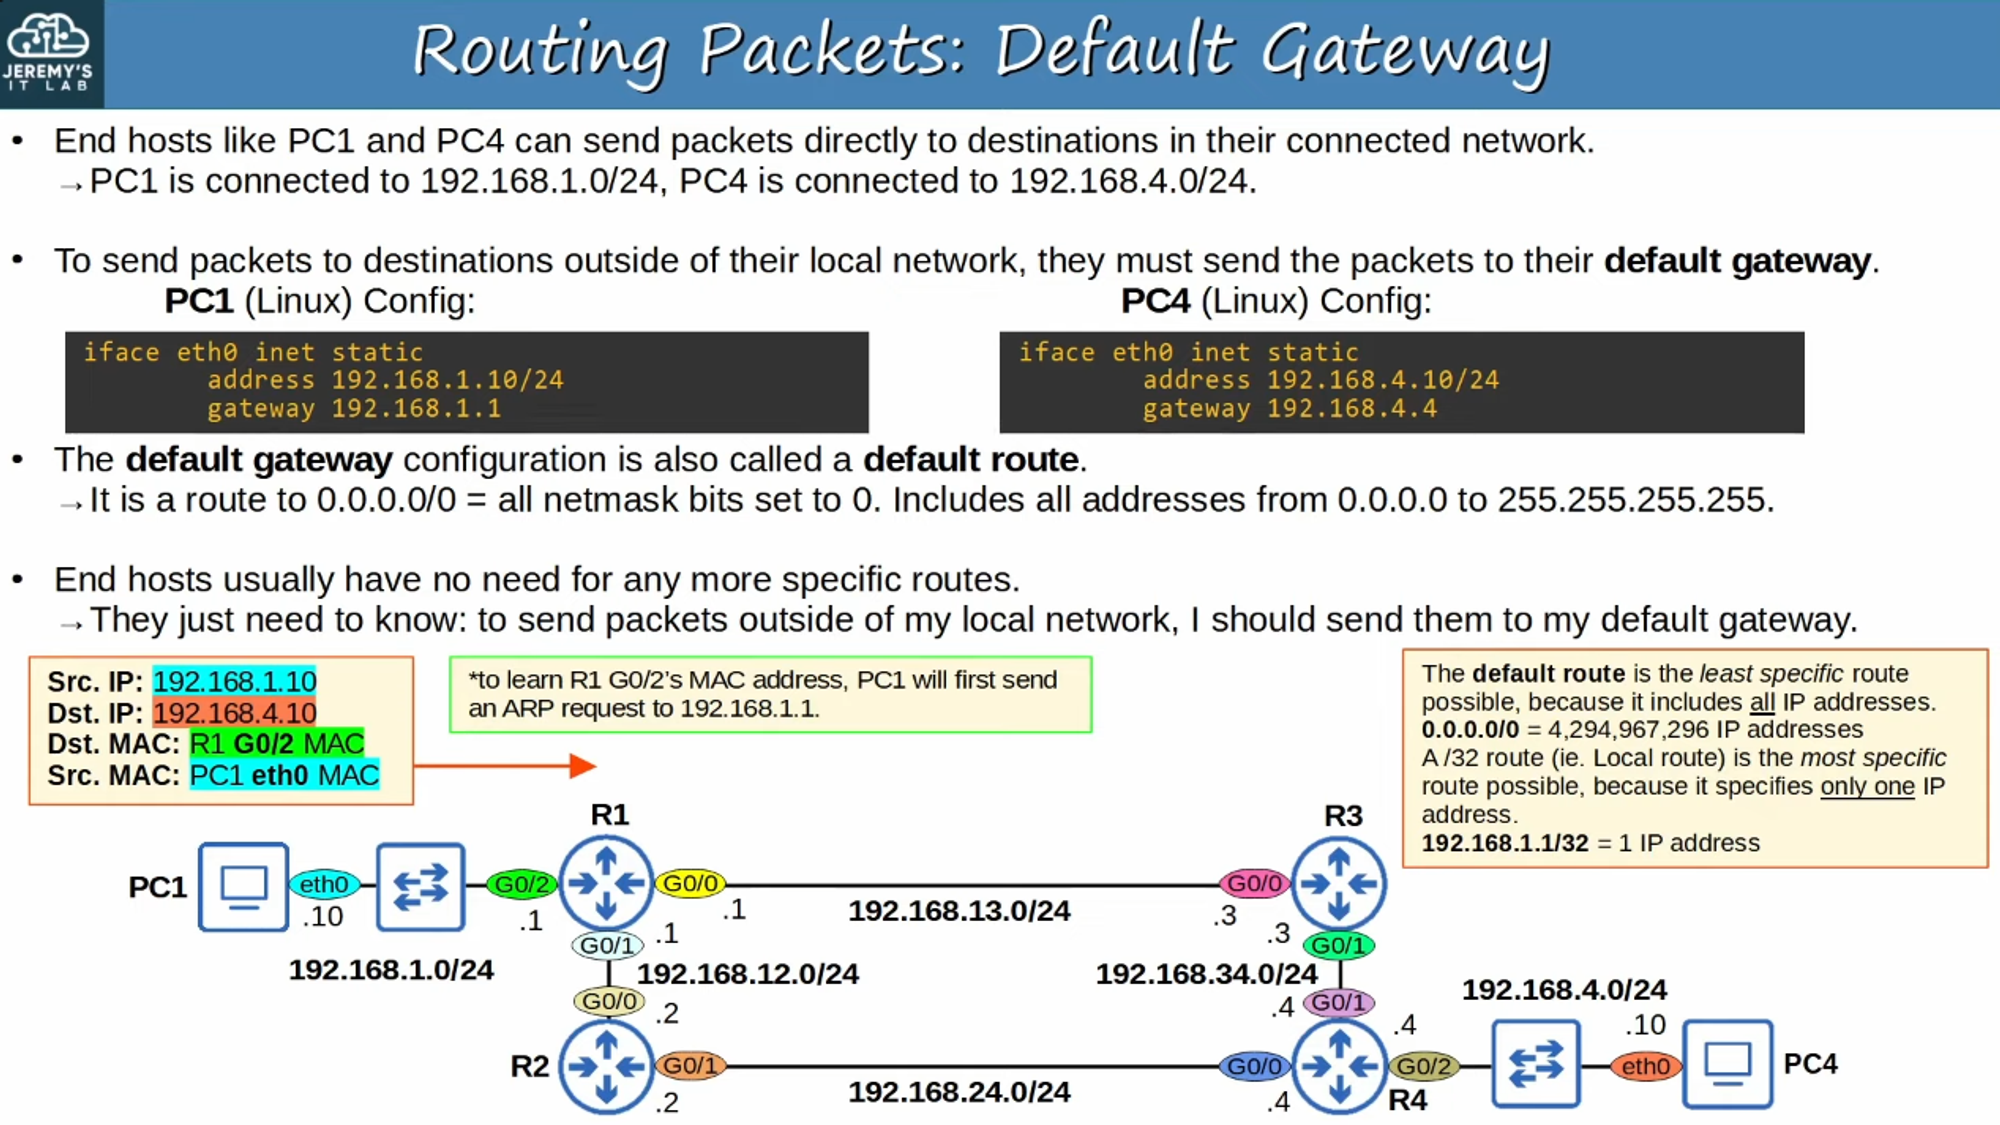 JEREMY'S
IT LAB
Routing Packets: Default Gateway
• End hosts like PC1 and PC4 can send packets directly to destinations in their connected network.
→PC1 is connected to 192.168.1.0/24, PC4 is connected to 192.168.4.0/24.
• To send packets to destinations outside of their local network, they must send the packets to their default gateway.
PC1 (Linux) Config:
iface eth0 inet static
address 192.168.1.10/24
gateway 192.168.1.1
PC4 (Linux) Config:
iface eth0 inet static
address 192.168.4.10/24
gateway 192.168.4.4
• The default gateway configuration is also called a default route.
→It is a route to 0.0.0.0/0 = all netmask bits set to 0. Includes all addresses from 0.0.0.0 to 255.255.255.255.
• End hosts usually have no need for any more specific routes.
→They just need to know: to send packets outside of my local network, I should send them to my default gateway.
Src. IP: 192.168.1.10
Dst. IP: 192.168.4.10
Dst. MAC: R1 G0/2 MAC
Src. MAC: PC1 eth0 MAC
*to learn R1 G0/2's MAC address, PC1 will first send
an ARP request to 192.168.1.1.
The default route is the least specific route
possible, because it includes all IP addresses.
0.0.0.0/0 = 4,294,967,296 IP addresses
A /32 route (ie. Local route) is the most specific
route possible, because it specifies only one IP
address.
192.168.1.1/32 = 1 IP address
R1
R3
PC1
eth0
G0/2
G0/0
G0/0
.10
.1
.1
192.168.13.0/24
.3
.1
.3
G0/1
G0/1
192.168.1.0/24
192.168.12.0/24
192.168.34.0/24
192.168.4.0/24
G0/0
.2
.4
G0/1
.4
.10
R2
G0/1
G0/0
G0/2
eth0
PC4
.2
192.168.24.0/24
.4
R4